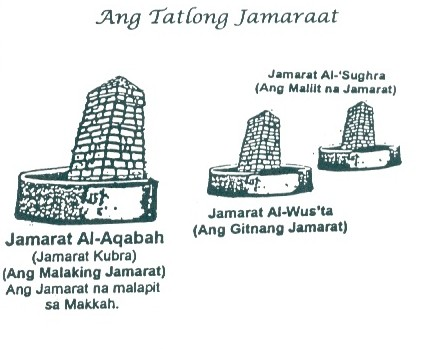 Ang Tatlong Jamaraat
Jamarat Al-'Sughra
(Ang Maliit na Jamarat)
Jamarat Al-Wus'ta
(Ang Gitnang Jamarat)
Jamarat Al-Aqabah
(Jamarat Kubra)
(Ang Malaking Jamarat)
Ang Jamarat na malapit
sa Makkah.